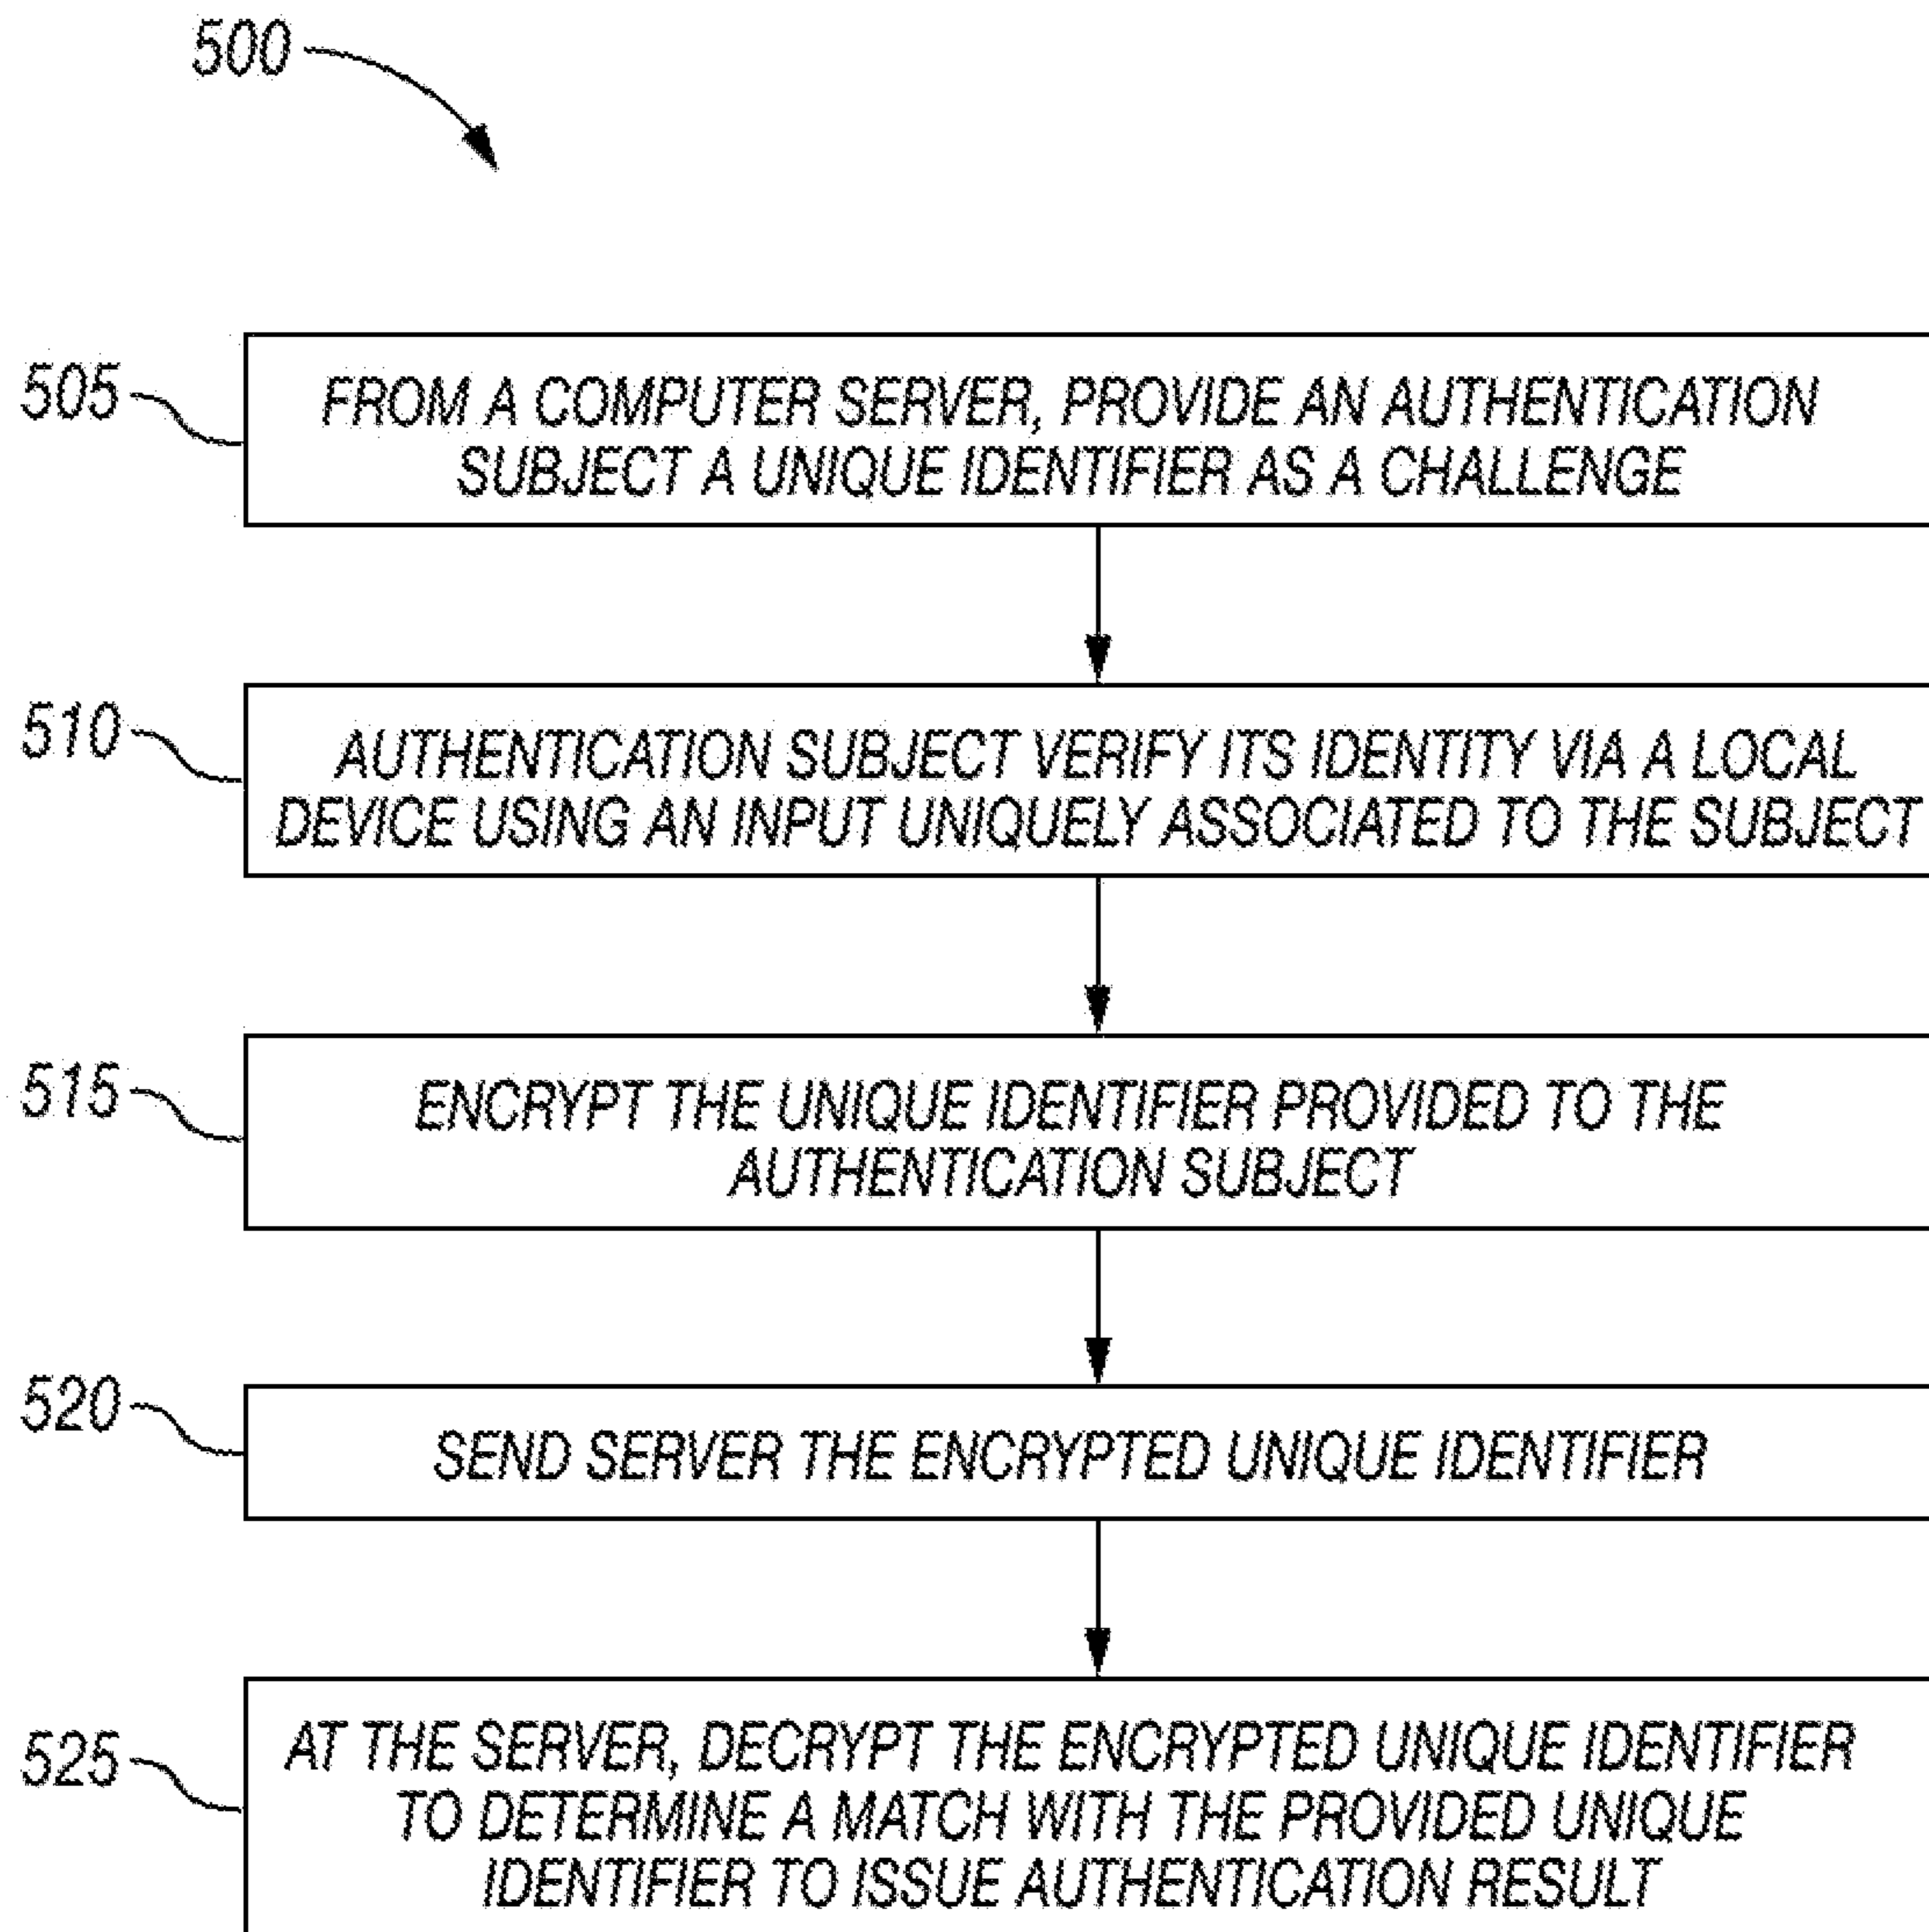 500
505
FROM A COMPUTER SERVER, PROVIDE AN AUTHENTICATION
SUBJECT A UNIQUE IDENTIFIER AS A CHALLENGE
510
AUTHENTICATION SUBJECT VERIFY ITS IDENTITY VIA A LOCAL
DEVICE USING AN INPUT UNIQUELY ASSOCIATED TO THE SUBJECT
515
ENCRYPT THE UNIQUE IDENTIFIER PROVIDED TO THE
AUTHENTICATION SUBJECT
520
SEND SERVER THE ENCRYPTED UNIQUE IDENTIFIER
525
AT THE SERVER, DECRYPT THE ENCRYPTED UNIQUE IDENTIFIER
TO DETERMINE A MATCH WITH THE PROVIDED UNIQUE
IDENTIFIER TO ISSUE AUTHENTICATION RESULT